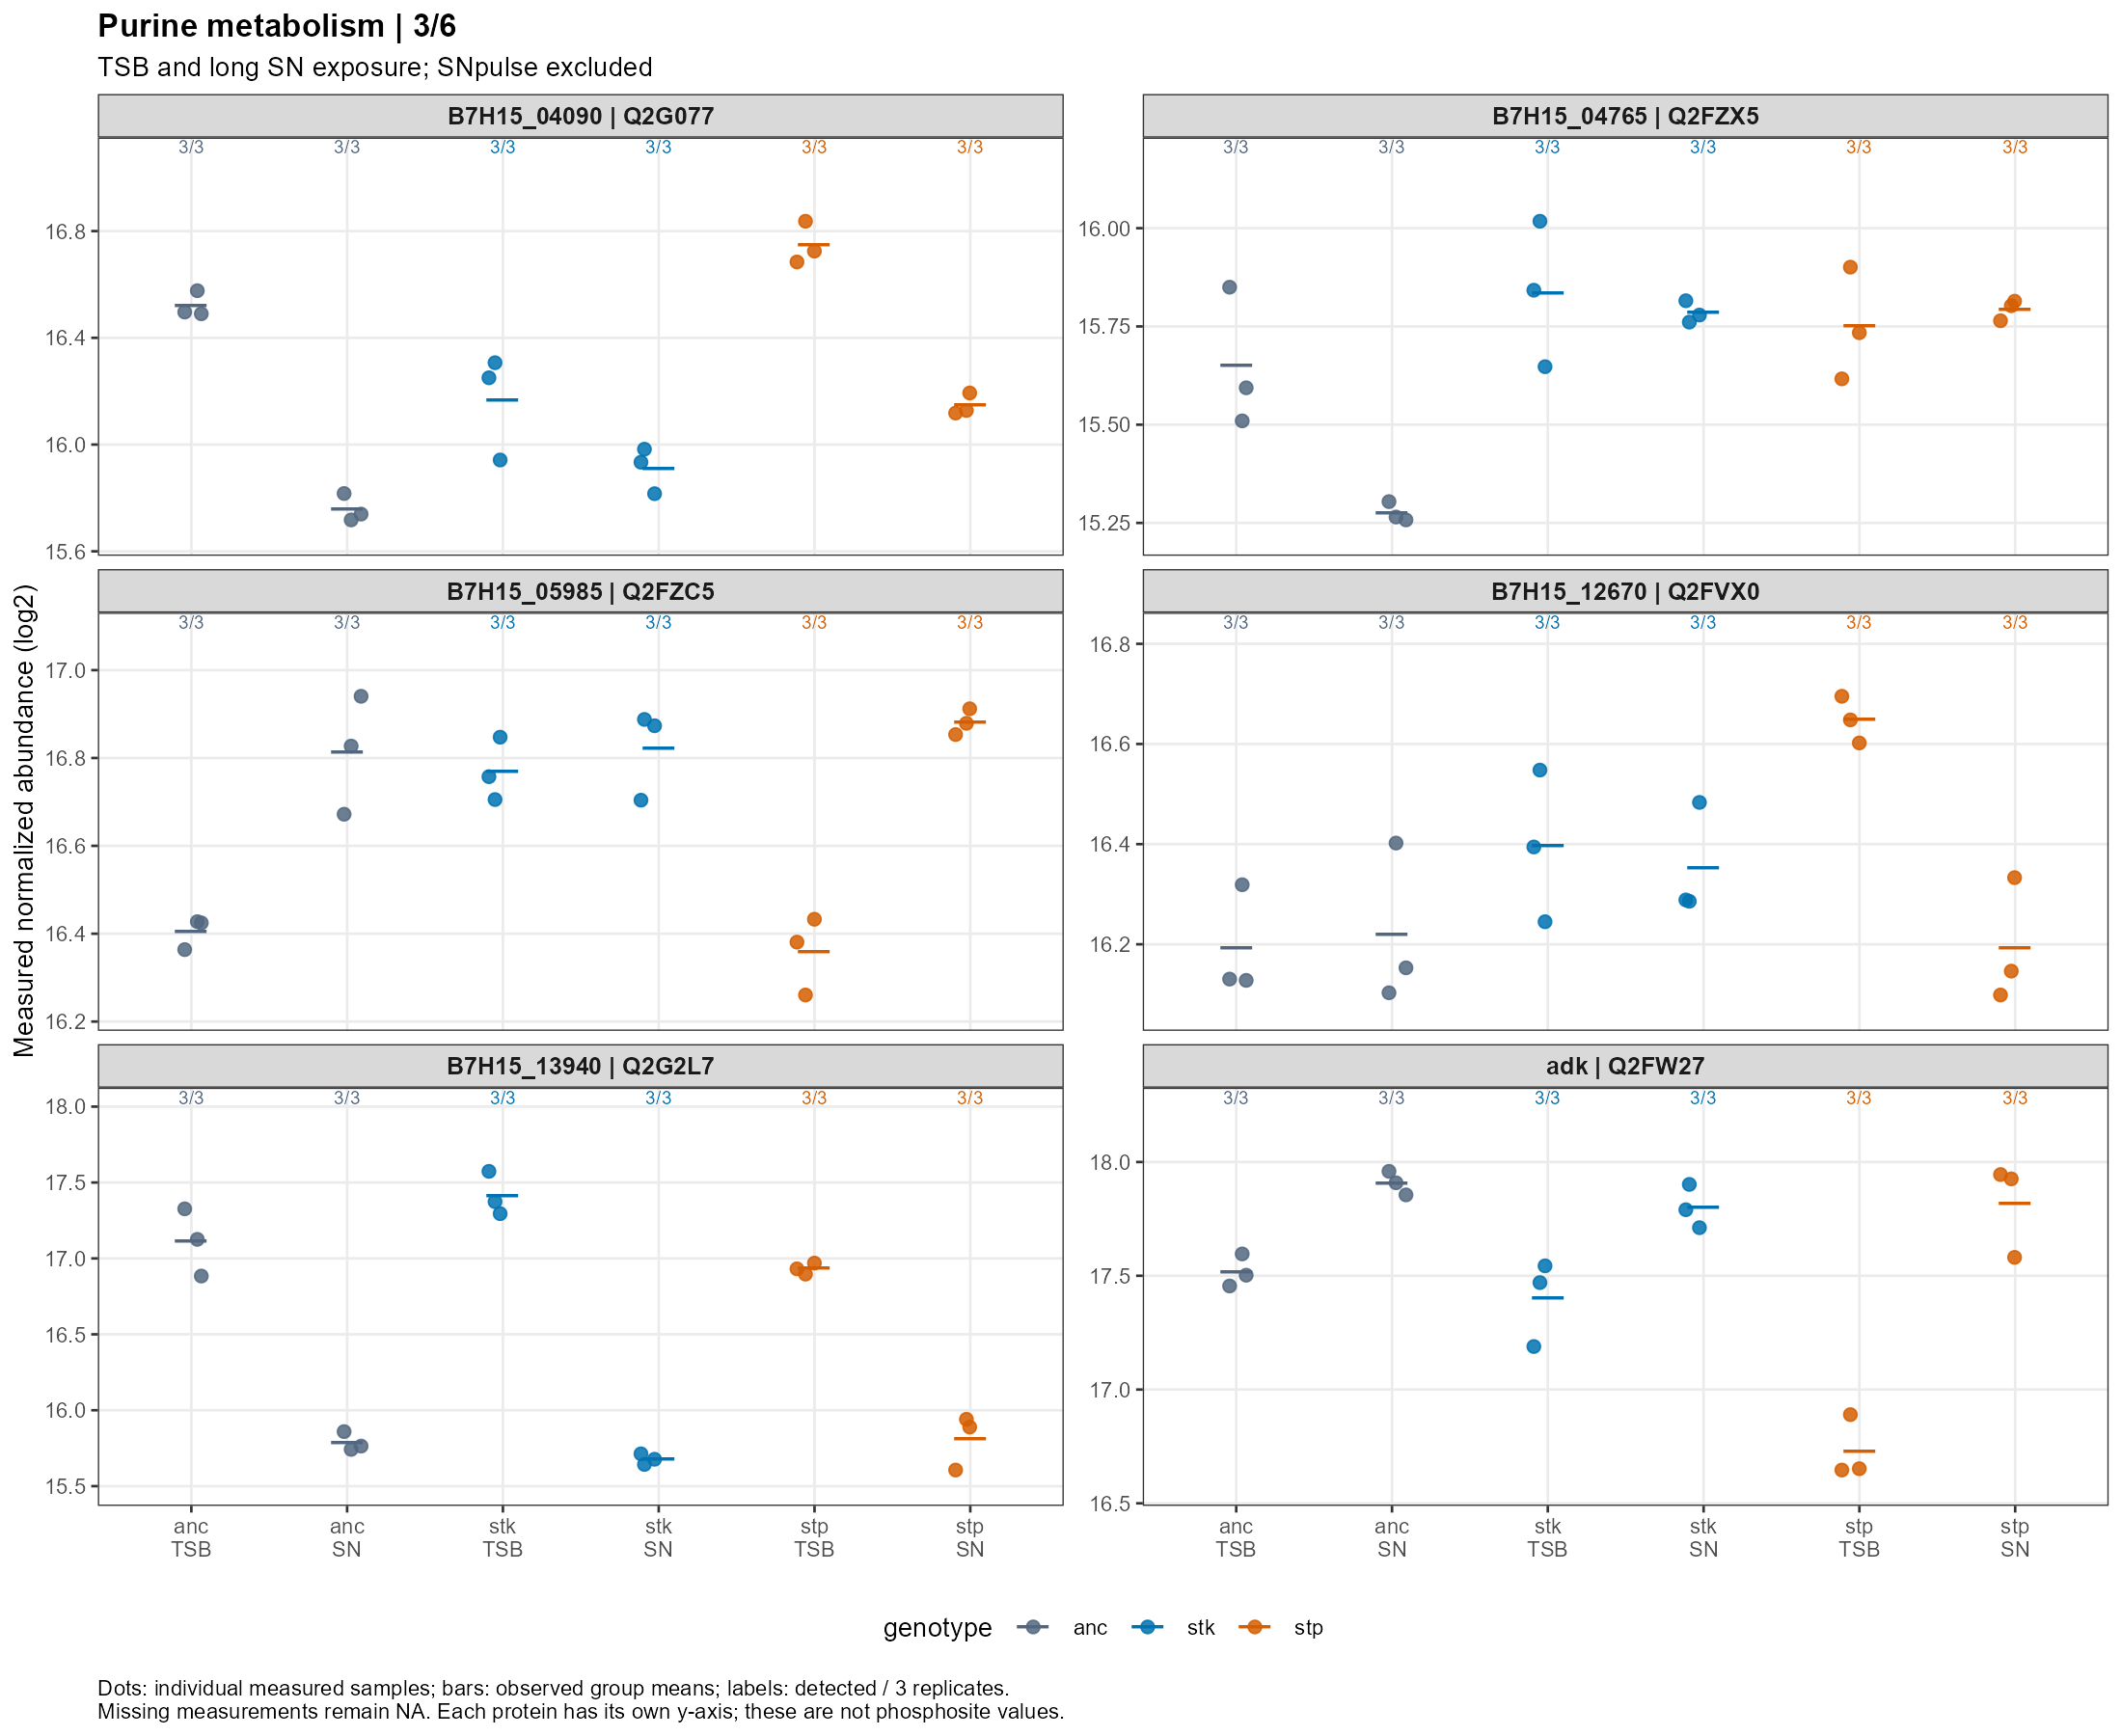 Purine metabolism | 3/6
TSB and long SN exposure; SNpulse excluded
B7H15_04090 | Q2G077
3/3 3/3 3/3 3/3 3/3 3/3
16.8
16.4
16.0
15.6
B7H15_04765 | Q2FZX5
3/3 3/3 3/3 3/3 3/3 3/3
16.00
15.75
15.50
15.25
Measured normalized abundance (log2)
B7H15_05985 | Q2FZC5
3/3 3/3 3/3 3/3 3/3 3/3
17.0
16.8
16.6
16.4
16.2
B7H15_12670 | Q2FVX0
3/3 3/3 3/3 3/3 3/3 3/3
16.8
16.6
16.4
16.2
B7H15_13940 | Q2G2L7
3/3 3/3 3/3 3/3 3/3 3/3
18.0
17.5
17.0
16.5
16.0
15.5
anc anc stk stk stp stp
TSB SN TSB SN TSB SN
adk | Q2FW27
3/3 3/3 3/3 3/3 3/3 3/3
18.0
17.5
17.0
16.5
anc anc stk stk stp stp
TSB SN TSB SN TSB SN
genotype anc stk stp
Dots: individual measured samples; bars: observed group means; labels: detected / 3 replicates.
Missing measurements remain NA. Each protein has its own y-axis; these are not phosphosite values.